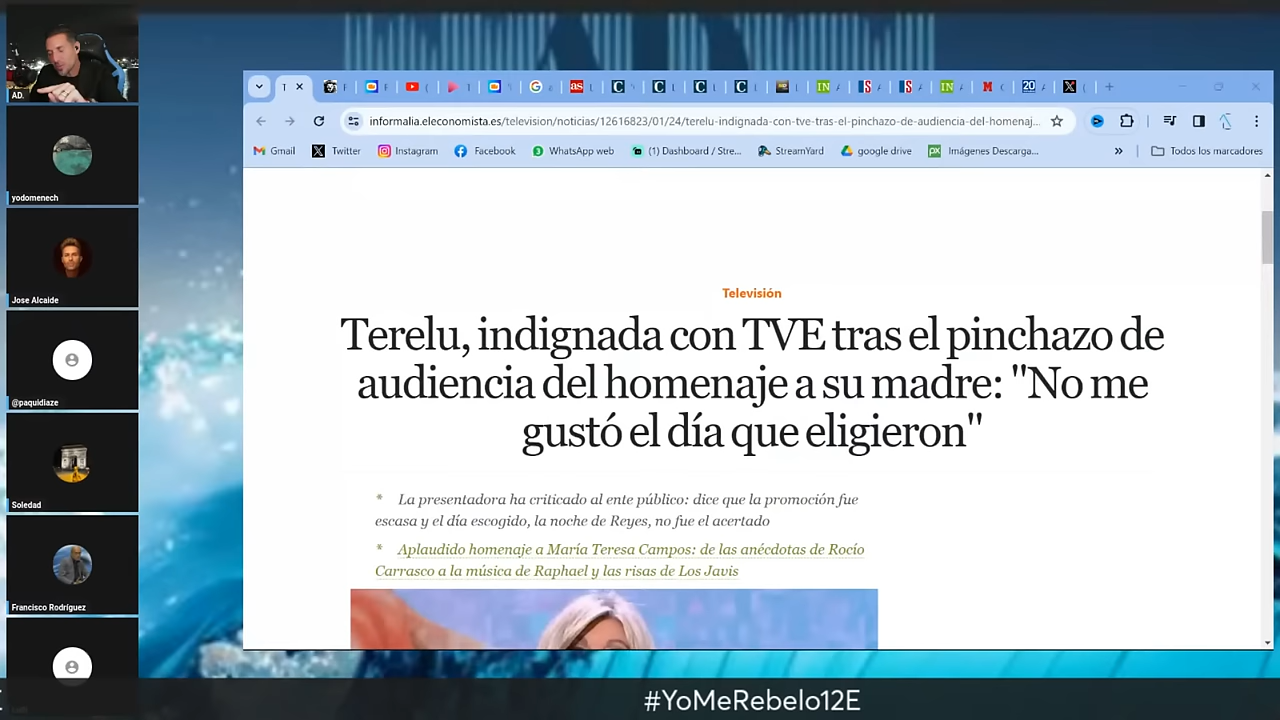 AD.
yodomenech
Jose Alcaide
@paquidiaze
Soledad
Francisco Rodríguez
informalia.eleconomista.es/television/noticias/12616823/01/24/terelu-indignada-con-tve-tras-el-pinchazo-de-audiencia-del-homenaj...
Gmail
Twitter
Instagram
Facebook
WhatsApp web
(1) Dashboard / Stre...
StreamYard
google drive
Imágenes Descarga...
»
Todos los marcadores
Televisión
Terelu, indignada con TVE tras el pinchazo de
audiencia del homenaje a su madre: "No me
gustó el día que eligieron"
* La presentadora ha criticado al ente público: dice que la promoción fue
escasa y el día escogido, la noche de Reyes, no fue el acertado
* Aplaudido homenaje a María Teresa Campos: de las anécdotas de Rocío
Carrasco a la música de Raphael y las risas de Los Javis
#YoMeRebelo12E